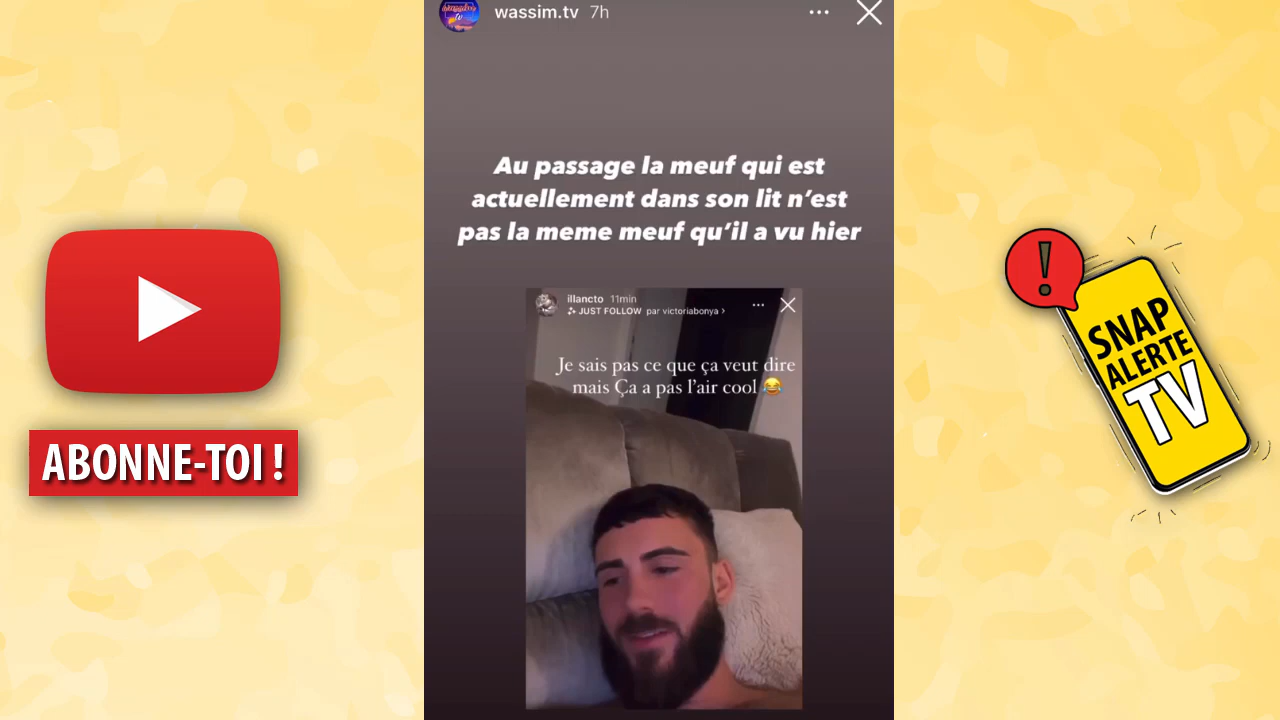 wassim.tv 7h
Au passage la meuf qui est
actuellement dans son lit n’est
pas la meme meuf qu’il a vu hier
illancto 11min
JUST FOLLOW par victoriabonya ›
Je sais pas ce que ça veut dire
mais Ça a pas l’air cool 😂
ABONNE-TOI !
!
SNAP
ALERTE
TV